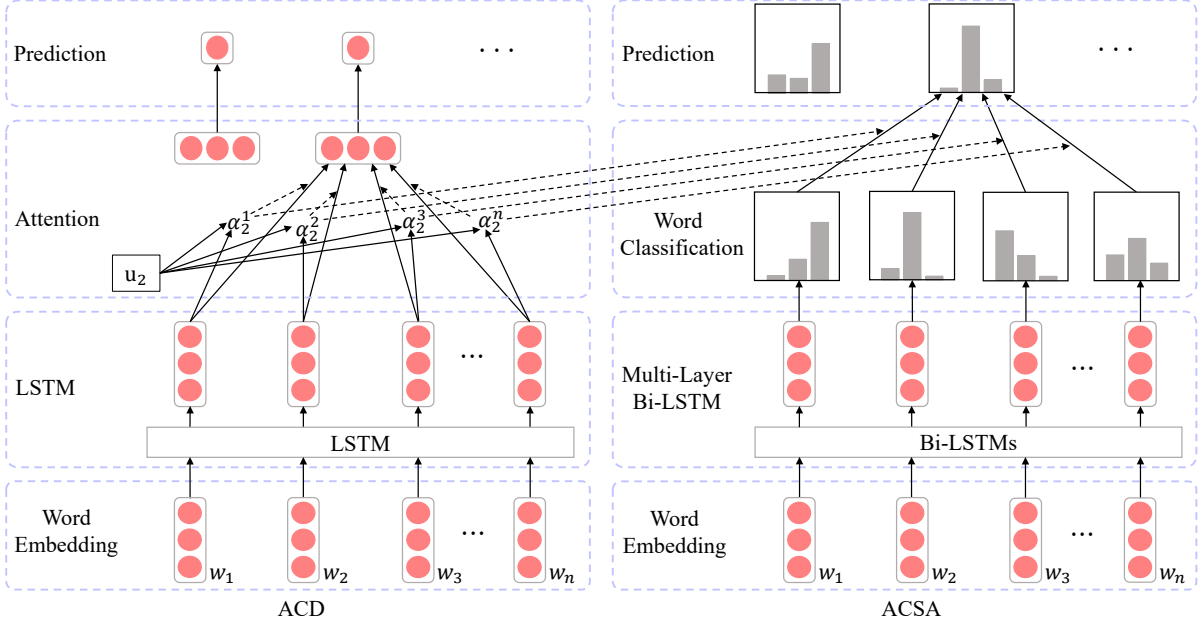 Prediction
. . .
Attention
α₂¹
α₂²
α₂³
α₂ⁿ
u₂
LSTM
...
LSTM
Word
Embedding
...
w₁
w₂
w₃
wₙ
ACD
Prediction
. . .
Word
Classification
Multi-Layer
Bi-LSTM
...
Bi-LSTMs
Word
Embedding
...
w₁
w₂
w₃
wₙ
ACSA